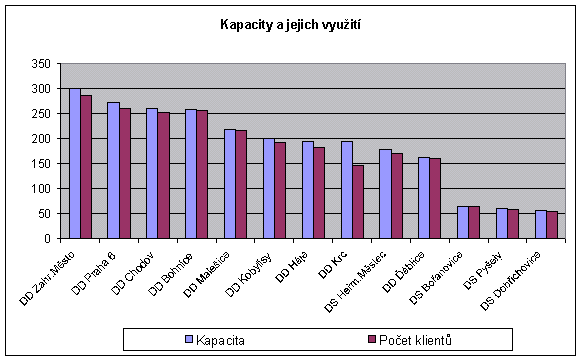 Kapacity a jejich využití
350
300
250
200
150
100
50
0
DD Zahr.Město
DD Praha 6
DD Chodov
DD Bohnice
DD Malešice
DD Kobylisy
DD Háje
DD Krc
DS Heřm.Městec
DD Ďáblice
DS Bořanovice
DS Pyšely
DS Dobřichovice
Kapacita
Počet klientů